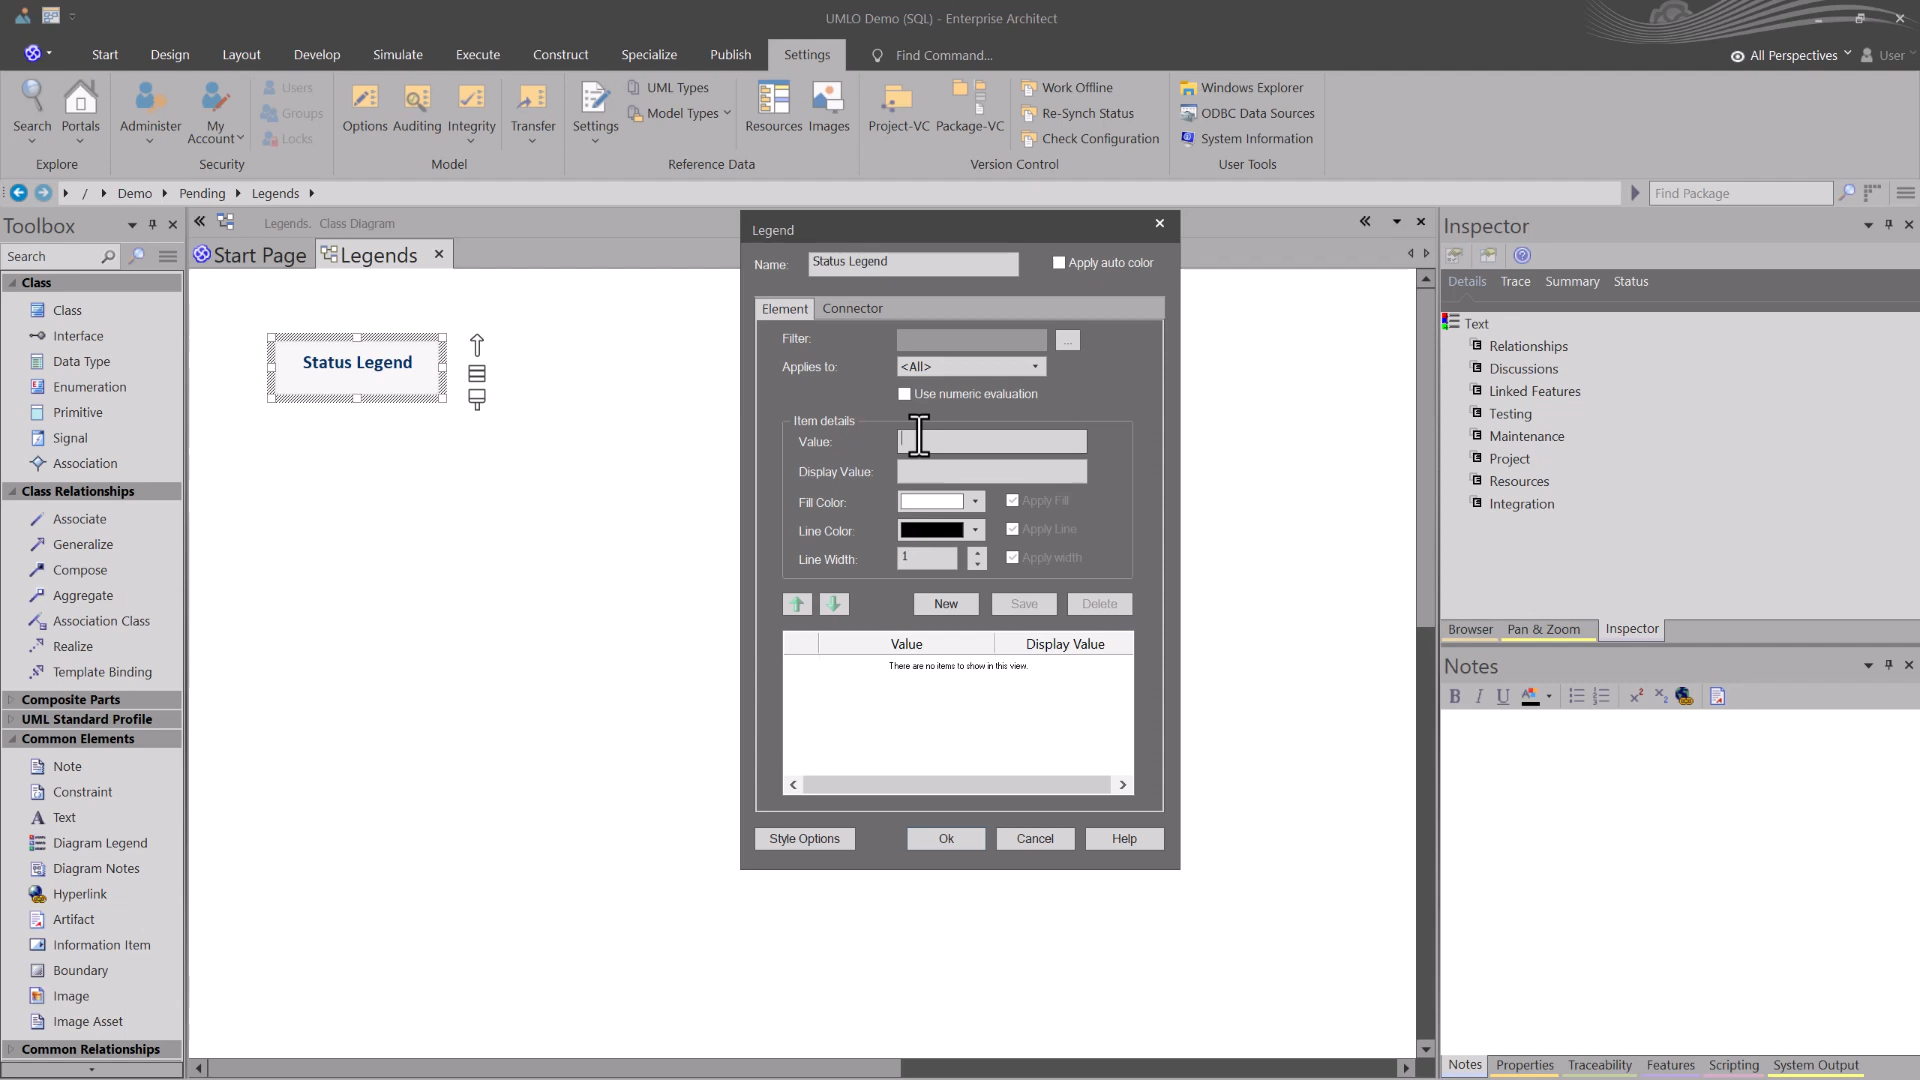 UMLO Demo (SQL) - Enterprise Architect
Start
Design
Layout
Develop
Simulate
Execute
Construct
Specialize
Publish
Settings
Find Command...
All Perspectives
User
Search
Portals
Explore
Administer
My Account
Users
Groups
Locks
Security
Options
Auditing
Integrity
Model
Transfer
Settings
UML Types
Model Types
Resources
Images
Reference Data
Project-VC
Package-VC
Work Offline
Re-Synch Status
Check Configuration
Version Control
Windows Explorer
ODBC Data Sources
System Information
User Tools
/
Demo
Pending
Legends
Find Package
Toolbox
Search
Class
Class
Interface
Data Type
Enumeration
Primitive
Signal
Association
Class Relationships
Associate
Generalize
Compose
Aggregate
Association Class
Realize
Template Binding
Composite Parts
UML Standard Profile
Common Elements
Note
Constraint
Text
Diagram Legend
Diagram Notes
Hyperlink
Artifact
Information Item
Boundary
Image
Image Asset
Common Relationships
Legends. Class Diagram
Start Page
Legends
Status Legend
Legend
Name:
Status Legend
Apply auto color
Element
Connector
Filter:
...
Applies to:
<All>
Use numeric evaluation
Item details
Value:
Display Value:
Fill Color:
Apply Fill
Line Color:
Apply Line
Line Width:
1
Apply width
New
Save
Delete
Value
Display Value
There are no items to show in this view.
Style Options
Ok
Cancel
Help
Inspector
Details
Trace
Summary
Status
Text
Relationships
Discussions
Linked Features
Testing
Maintenance
Project
Resources
Integration
Browser
Pan & Zoom
Inspector
Notes
B
I
U
Notes
Properties
Traceability
Features
Scripting
System Output